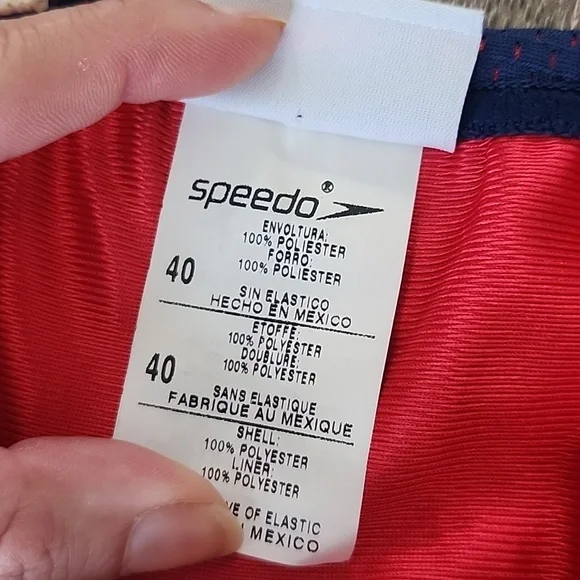 speedo®
ENVOLTURA:
100% POLIESTER
FORRO:
100% POLIESTER
40
SIN ELASTICO
HECHO EN MEXICO
ETOFFE:
100% POLYESTER
DOUBLURE:
100% POLYESTER
40
SANS ELASTIQUE
FABRIQUE AU MEXIQUE
SHELL:
100% POLYESTER
LINER:
100% POLYESTER
OF ELASTIC
MEXICO